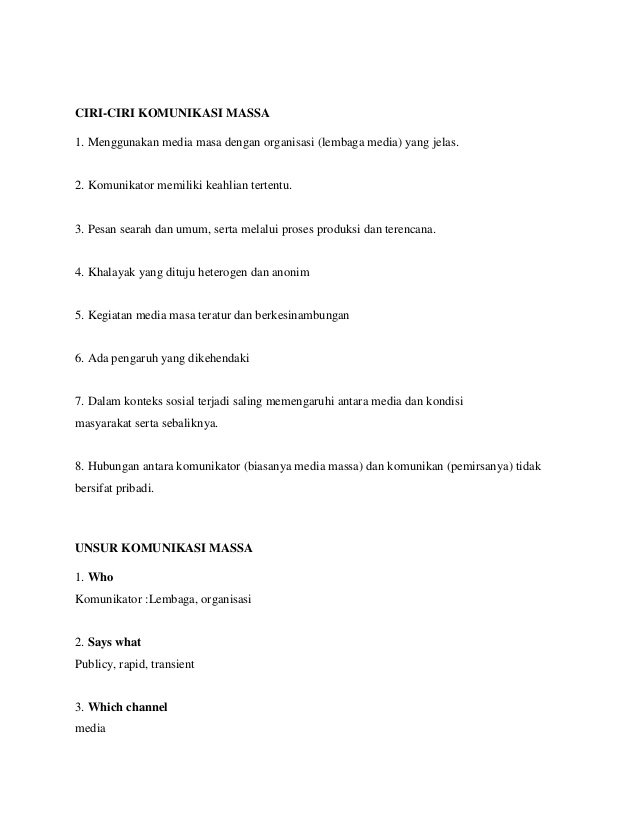 CIRI-CIRI KOMUNIKASI MASSA
1. Menggunakan media masa dengan organisasi (lembaga media) yang jelas.
2. Komunikator memiliki keahlian tertentu.
3. Pesan searah dan umum, serta melalui proses produksi dan terencana.
4. Khalayak yang dituju heterogen dan anonim
5. Kegiatan media masa teratur dan berkesinambungan
6. Ada pengaruh yang dikehendaki
7. Dalam konteks sosial terjadi saling memengaruhi antara media dan kondisi
masyarakat serta sebaliknya.
8. Hubungan antara komunikator (biasanya media massa) dan komunikan (pemirsanya) tidak
bersifat pribadi.
UNSUR KOMUNIKASI MASSA
1. Who
Komunikator :Lembaga, organisasi
2. Says what
Publicy, rapid, transient
3. Which channel
media